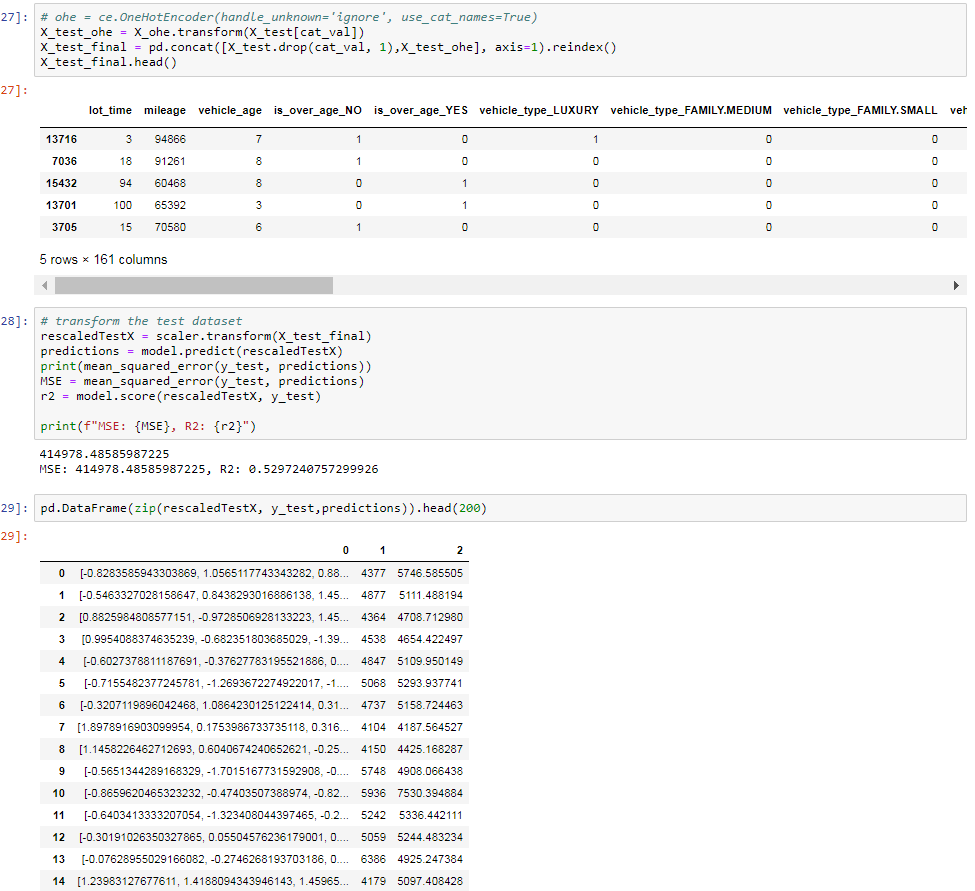 27]: # ohe = ce.OneHotEncoder(handle_unknown='ignore', use_cat_names=True)
X_test_ohe = X_ohe.transform(X_test[cat_val])
X_test_final = pd.concat([X_test.drop(cat_val, 1),X_test_ohe], axis=1).reindex()
X_test_final.head()
27]:
lot_time mileage vehicle_age is_over_age_NO is_over_age_YES vehicle_type_LUXURY vehicle_type_FAMILY.MEDIUM vehicle_type_FAMILY.SMALL veh
13716 3 94866 7 1 0 1 0 0
7036 18 91261 8 1 0 0 0 0
15432 94 60468 8 0 1 0 0 0
13701 100 65392 3 0 1 0 0 0
3705 15 70580 6 1 0 0 0 0
5 rows × 161 columns
28]: # transform the test dataset
rescaledTestX = scaler.transform(X_test_final)
predictions = model.predict(rescaledTestX)
print(mean_squared_error(y_test, predictions))
MSE = mean_squared_error(y_test, predictions)
r2 = model.score(rescaledTestX, y_test)
print(f"MSE: {MSE}, R2: {r2}")
414978.48585987225
MSE: 414978.48585987225, R2: 0.5297240757299926
29]: pd.DataFrame(zip(rescaledTestX, y_test,predictions)).head(200)
29]:
0 1 2
0 [-0.8283585943303869, 1.0565117743343282, 0.88... 4377 5746.585505
1 [-0.5463327028158647, 0.8438293016886138, 1.45... 4877 5111.488194
2 [0.8825984808577151, -0.9728506928133223, 1.45... 4364 4708.712980
3 [0.9954088374635239, -0.682351803685029, -1.39... 4538 4654.422497
4 [-0.6027378811187691, -0.37627783195521886, 0.... 4847 5109.950149
5 [-0.7155482377245781, -1.2693672274922017, -1.... 5068 5293.937741
6 [-0.3207119896042468, 1.0864230125122414, 0.31... 4737 5158.724463
7 [1.8978916903099954, 0.1753986733735118, 0.316... 4104 4187.564527
8 [1.1458226462712693, 0.6040674240652621, -0.25... 4150 4425.168287
9 [-0.5651344289168329, -1.7015167731592908, -0.... 5748 4908.066438
10 [-0.8659620465323232, -0.47403507388974, -0.82... 5936 7530.394884
11 [-0.6403413333207054, -1.323408044397465, -0.2... 5242 5336.442111
12 [-0.30191026350327865, 0.05504576236179001, 0.... 5059 5244.483234
13 [-0.07628955029166082, -0.2746268193703186, 0.... 6386 4925.247384
14 [1.23983127677611, 1.4188094343946143, 1.45965... 4179 5097.408428